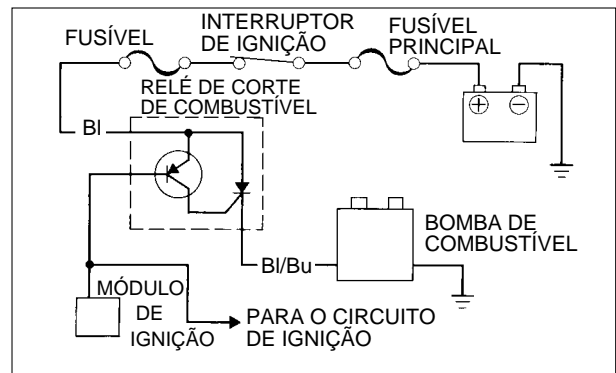 FUSÍVEL
INTERRUPTOR
DE IGNIÇÃO
FUSÍVEL
PRINCIPAL
RELÉ DE CORTE
DE COMBUSTÍVEL
Bl
BOMBA DE
COMBUSTÍVEL
Bl/Bu
MÓDULO
DE
IGNIÇÃO
PARA O CIRCUITO
DE IGNIÇÃO